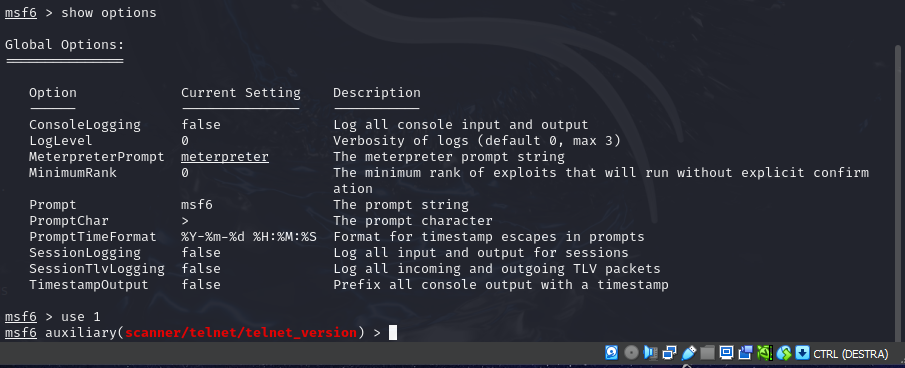 msf6 > show options
Global Options:
===============
Option Current Setting Description
------ --------------- -----------
ConsoleLogging false Log all console input and output
LogLevel 0 Verbosity of logs (default 0, max 3)
MeterpreterPrompt meterpreter The meterpreter prompt string
MinimumRank 0 The minimum rank of exploits that will run without explicit confirm
ation
Prompt msf6 The prompt string
PromptChar > The prompt character
PromptTimeFormat %Y-%m-%d %H:%M:%S Format for timestamp escapes in prompts
SessionLogging false Log all input and output for sessions
SessionTlvLogging false Log all incoming and outgoing TLV packets
TimestampOutput false Prefix all console output with a timestamp
msf6 > use 1
msf6 auxiliary(scanner/telnet/telnet_version) >
CTRL (DESTRA)